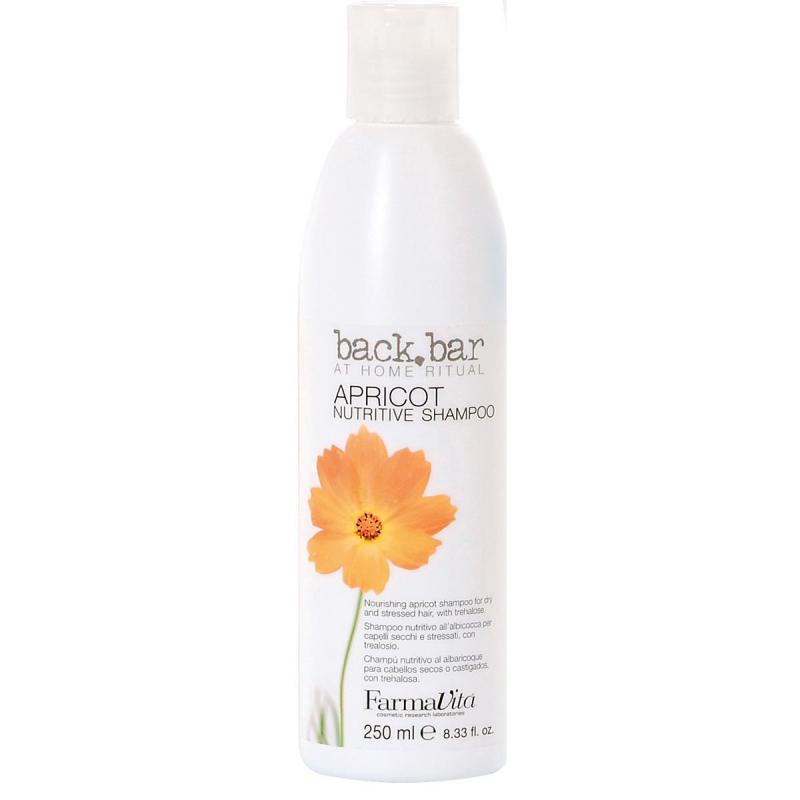 back.bar
AT HOME RITUAL
APRICOT
NUTRITIVE SHAMPOO
Nourishing apricot shampoo for dry
and stressed hair, with trehalose.
Shampoo nutritivo all'albicocca per
capelli secchi e stressati, con
trealosio.
Champú nutritivo al albaricoque
para cabellos secos o castigados,
con trehalosa.
FarmaVita
cosmetic research laboratories
250 ml e 8.33 fl. oz.